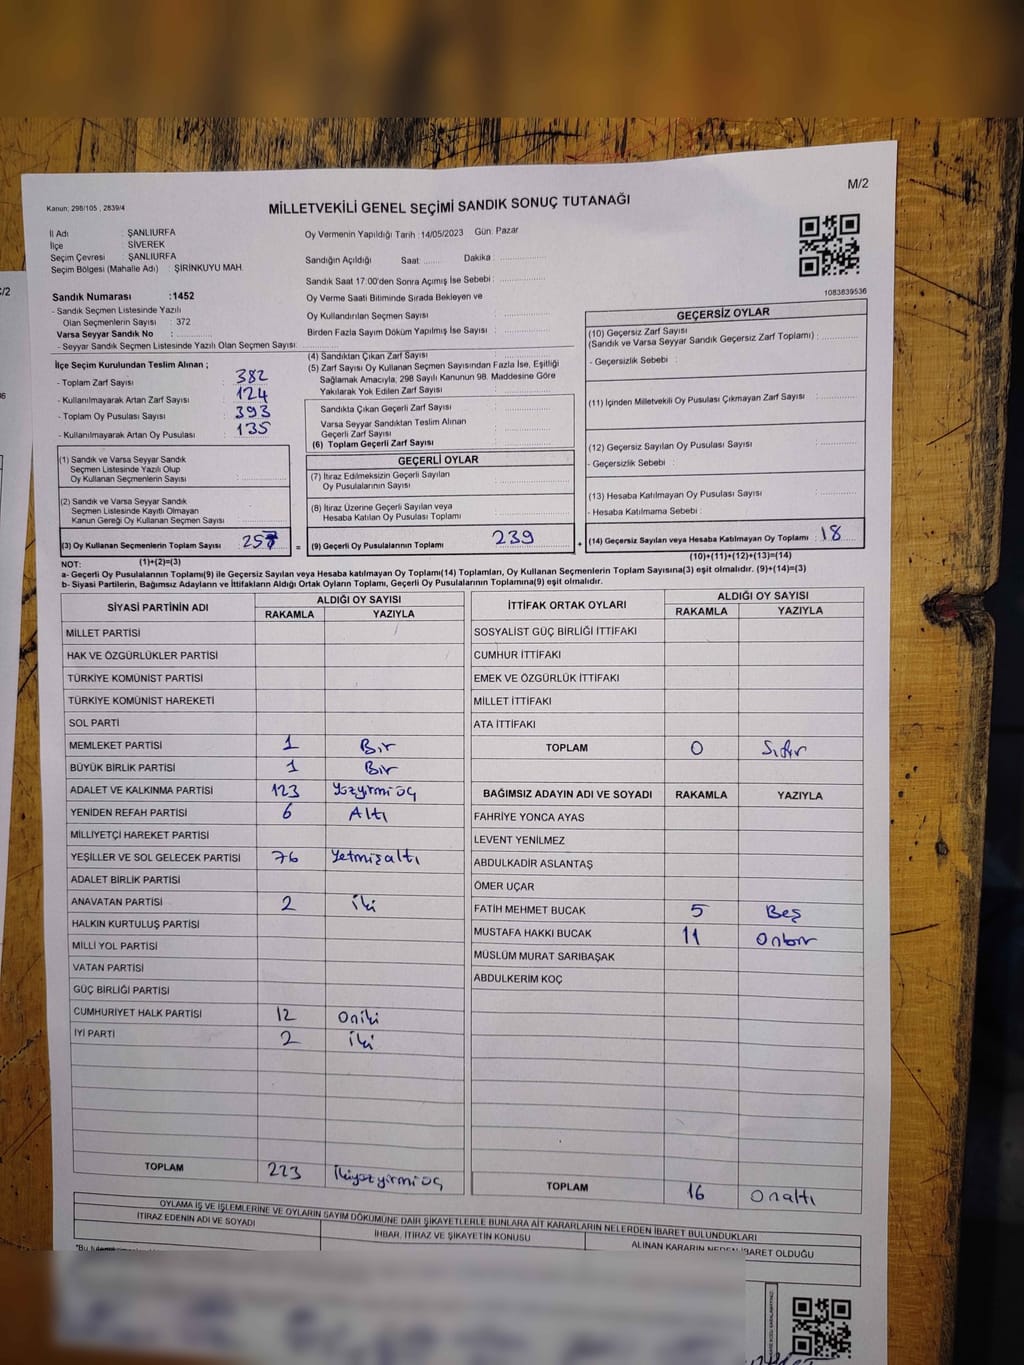 M/2
Kanun; 298/105 , 2839/4
MİLLETVEKİLİ GENEL SEÇİMİ SANDIK SONUÇ TUTANAĞI
İl Adı : ŞANLIURFA
İlçe : SİVEREK
Seçim Çevresi : ŞANLIURFA
Seçim Bölgesi (Mahalle Adı) : ŞİRİNKUYU MAH.
Oy Vermenin Yapıldığı Tarih :14/05/2023 Gün: Pazar
Sandığın Açıldığı Saat: ....... Dakika: ................
Sandık Saat 17:00'den Sonra Açımış İse Sebebi : ................
Sandık Numarası :1452
- Sandık Seçmen Listesinde Yazılı
Olan Seçmenlerin Sayısı : 372
Varsa Seyyar Sandık No : ................
- Seyyar Sandık Seçmen Listesinde Yazılı Olan Seçmen Sayısı:
Oy Verme Saati Bitiminde Sırada Bekleyen ve
Oy Kullandırılan Seçmen Sayısı : ................
Birden Fazla Sayım Döküm Yapılmış İse Sayısı : ................
1083839536
İlçe Seçim Kurulundan Teslim Alınan ;
- Toplam Zarf Sayısı : 382
- Kullanılmayarak Artan Zarf Sayısı : 124
- Toplam Oy Pusulası Sayısı : 393
- Kullanılmayarak Artan Oy Pusulası : 135
(1) Sandık ve Varsa Seyyar Sandık
Seçmen Listesinde Yazılı Olup
Oy Kullanan Seçmenlerin Sayısı : ................
(2) Sandık ve Varsa Seyyar Sandık
Seçmen Listesinde Kayıtlı Olmayan
Kanun Gereği Oy Kullanan Seçmen Sayısı : ................
(3) Oy Kullanan Seçmenlerin Toplam Sayısı : 257 =
(4) Sandıktan Çıkan Zarf Sayısı : ................
(5) Zarf Sayısı Oy Kullanan Seçmen Sayısından Fazla İse, Eşitliği
Sağlamak Amacıyla; 298 Sayılı Kanunun 98. Maddesine Göre
Yakılarak Yok Edilen Zarf Sayısı : ................
Sandıkta Çıkan Geçerli Zarf Sayısı : ................
Varsa Seyyar Sandıktan Teslim Alınan
Geçerli Zarf Sayısı : ................
(6) Toplam Geçerli Zarf Sayısı : ................
GEÇERLİ OYLAR
(7) İtiraz Edilmeksizin Geçerli Sayılan
Oy Pusulalarının Sayısı : ................
(8) İtiraz Üzerine Geçerli Sayılan veya
Hesaba Katılan Oy Pusulası Toplamı : ................
(9) Geçerli Oy Pusulalarının Toplamı : 239 +
GEÇERSİZ OYLAR
(10) Geçersiz Zarf Sayısı
(Sandık ve Varsa Seyyar Sandık Geçersiz Zarf Toplamı) : ................
- Geçersizlik Sebebi :
(11) İçinden Milletvekili Oy Pusulası Çıkmayan Zarf Sayısı : ................
(12) Geçersiz Sayılan Oy Pusulası Sayısı : ................
- Geçersizlik Sebebi :
(13) Hesaba Katılmayan Oy Pusulası Sayısı : ................
- Hesaba Katılmama Sebebi :
(14) Geçersiz Sayılan veya Hesaba Katılmayan Oy Toplamı : 18
NOT: (1)+(2)=(3)
(10)+(11)+(12)+(13)=(14)
a- Geçerli Oy Pusulalarının Toplamı(9) ile Geçersiz Sayılan veya Hesaba katılmayan Oy Toplamı(14) Toplamları, Oy Kullanan Seçmenlerin Toplam Sayısına(3) eşit olmalıdır. (9)+(14)=(3)
b- Siyasi Partilerin, Bağımsız Adayların ve İttifakların Aldığı Ortak Oyların Toplamı, Geçerli Oy Pusulalarının Toplamına(9) eşit olmalıdır.
SİYASİ PARTİNİN ADI ALDIĞI OY SAYISI
RAKAMLA YAZIYLA
MİLLET PARTİSİ
HAK VE ÖZGÜRLÜKLER PARTİSİ
TÜRKİYE KOMÜNİST PARTİSİ
TÜRKİYE KOMÜNİST HAREKETİ
SOL PARTİ
MEMLEKET PARTİSİ 1 Bir
BÜYÜK BİRLİK PARTİSİ 1 Bir
ADALET VE KALKINMA PARTİSİ 123 Yüzyirmiüç
YENİDEN REFAH PARTİSİ 6 Altı
MİLLİYETÇİ HAREKET PARTİSİ
YEŞİLLER VE SOL GELECEK PARTİSİ 76 Yetmişaltı
ADALET BİRLİK PARTİSİ
ANAVATAN PARTİSİ 2 İki
HALKIN KURTULUŞ PARTİSİ
MİLLİ YOL PARTİSİ
VATAN PARTİSİ
GÜÇ BİRLİĞİ PARTİSİ
CUMHURİYET HALK PARTİSİ 12 Oniki
İYİ PARTİ 2 İki
TOPLAM 223 İkiyüzyirmiüç
İTTİFAK ORTAK OYLARI ALDIĞI OY SAYISI
RAKAMLA YAZIYLA
SOSYALİST GÜÇ BİRLİĞİ İTTİFAKI
CUMHUR İTTİFAKI
EMEK VE ÖZGÜRLÜK İTTİFAKI
MİLLET İTTİFAKI
ATA İTTİFAKI
TOPLAM 0 Sıfır
BAĞIMSIZ ADAYIN ADI VE SOYADI RAKAMLA YAZIYLA
FAHRİYE YONCA AYAS
LEVENT YENİLMEZ
ABDULKADİR ASLANTAŞ
ÖMER UÇAR
FATİH MEHMET BUCAK 5 Beş
MUSTAFA HAKKI BUCAK 11 Onbir
MÜSLÜM MURAT SARIBAŞAK
ABDULKERİM KOÇ
TOPLAM 16 Onaltı
OYLAMA İŞ VE İŞLEMLERİNE VE OYLARIN SAYIM DÖKÜMÜNE DAİR ŞİKAYETLERLE BUNLARA AİT KARARLARIN NELERDEN İBARET BULUNDUKLARI
İTİRAZ EDENİN ADI VE SOYADI İHBAR, İTİRAZ VE ŞİKAYETİN KONUSU ALINAN KARARIN NEDEN İBARET OLDUĞU